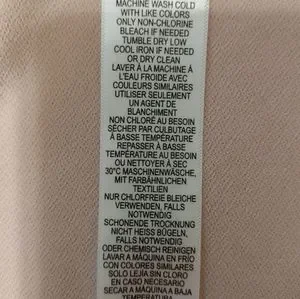 MACHINE WASH COLD
WITH LIKE COLORS
ONLY NON-CHLORINE
BLEACH IF NEEDED
TUMBLE DRY LOW
COOL IRON IF NEEDED
OR DRY CLEAN
LAVER À LA MACHINE À
L'EAU FROIDE AVEC
COULEURS SIMILAIRES
UTILISER SEULEMENT
UN AGENT DE
BLANCHIMENT
NON CHLORÉ AU BESOIN
SÉCHER PAR CULBUTAGE
À BASSE TEMPÉRATURE
REPASSER À BASSE
TEMPÉRATURE AU BESOIN
OU NETTOYER À SEC
30°C MASCHINENWÄSCHE,
MIT FARBÄHNLICHEN
TEXTILIEN
NUR CHLORFREIE BLEICHE
VERWENDEN, FALLS
NOTWENDIG
SCHONENDE TROCKNUNG
NICHT HEISS BÜGELN,
FALLS NOTWENDIG
ODER CHEMISCH REINIGEN
LAVAR A MÁQUINA EN FRÍO
CON COLORES SIMILARES
SOLO LEJIA SIN CLORO
EN CASO NECESARIO
SECAR A MÁQUINA A BAJA
TEMPERATURA